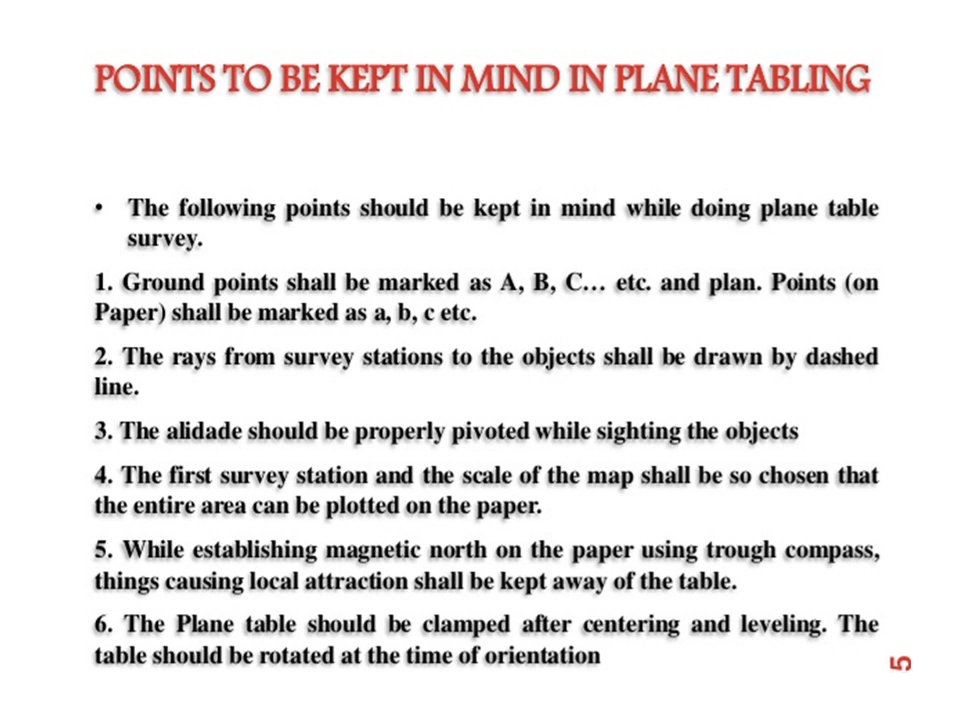 POINTS TO BE KEPT IN MIND IN PLANE TABLING
• The following points should be kept in mind while doing plane table
survey.
1. Ground points shall be marked as A, B, C… etc. and plan. Points (on
Paper) shall be marked as a, b, c etc.
2. The rays from survey stations to the objects shall be drawn by dashed
line.
3. The alidade should be properly pivoted while sighting the objects
4. The first survey station and the scale of the map shall be so chosen that
the entire area can be plotted on the paper.
5. While establishing magnetic north on the paper using trough compass,
things causing local attraction shall be kept away of the table.
6. The Plane table should be clamped after centering and leveling. The
table should be rotated at the time of orientation
5